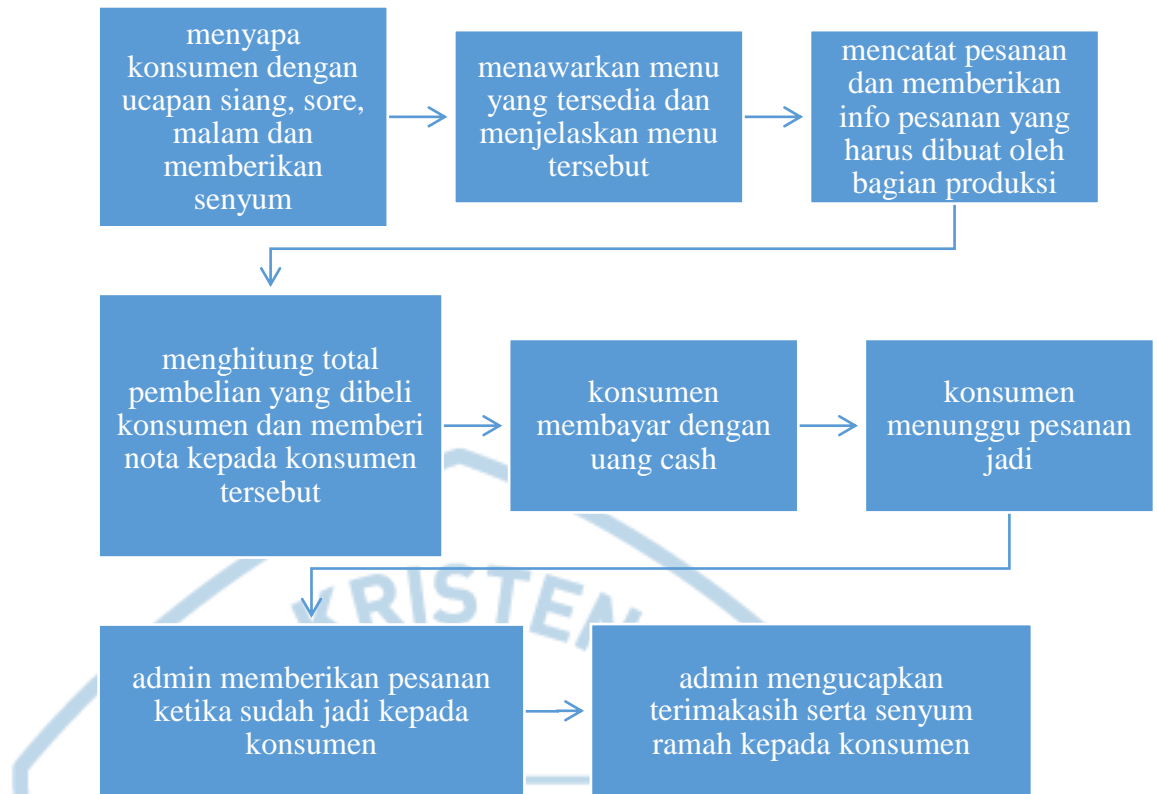 menyapa
konsumen dengan
ucapan siang, sore,
malam dan
memberikan
senyum
menawarkan menu
yang tersedia dan
menjelaskan menu
tersebut
mencatat pesanan
dan memberikan
info pesanan yang
harus dibuat oleh
bagian produksi
menghitung total
pembelian yang dibeli
konsumen dan memberi
nota kepada konsumen
tersebut
konsumen
membayar dengan
uang cash
konsumen
menunggu pesanan
jadi
KRISTEN
admin memberikan pesanan
ketika sudah jadi kepada
konsumen
admin mengucapkan
terimakasih serta senyum
ramah kepada konsumen